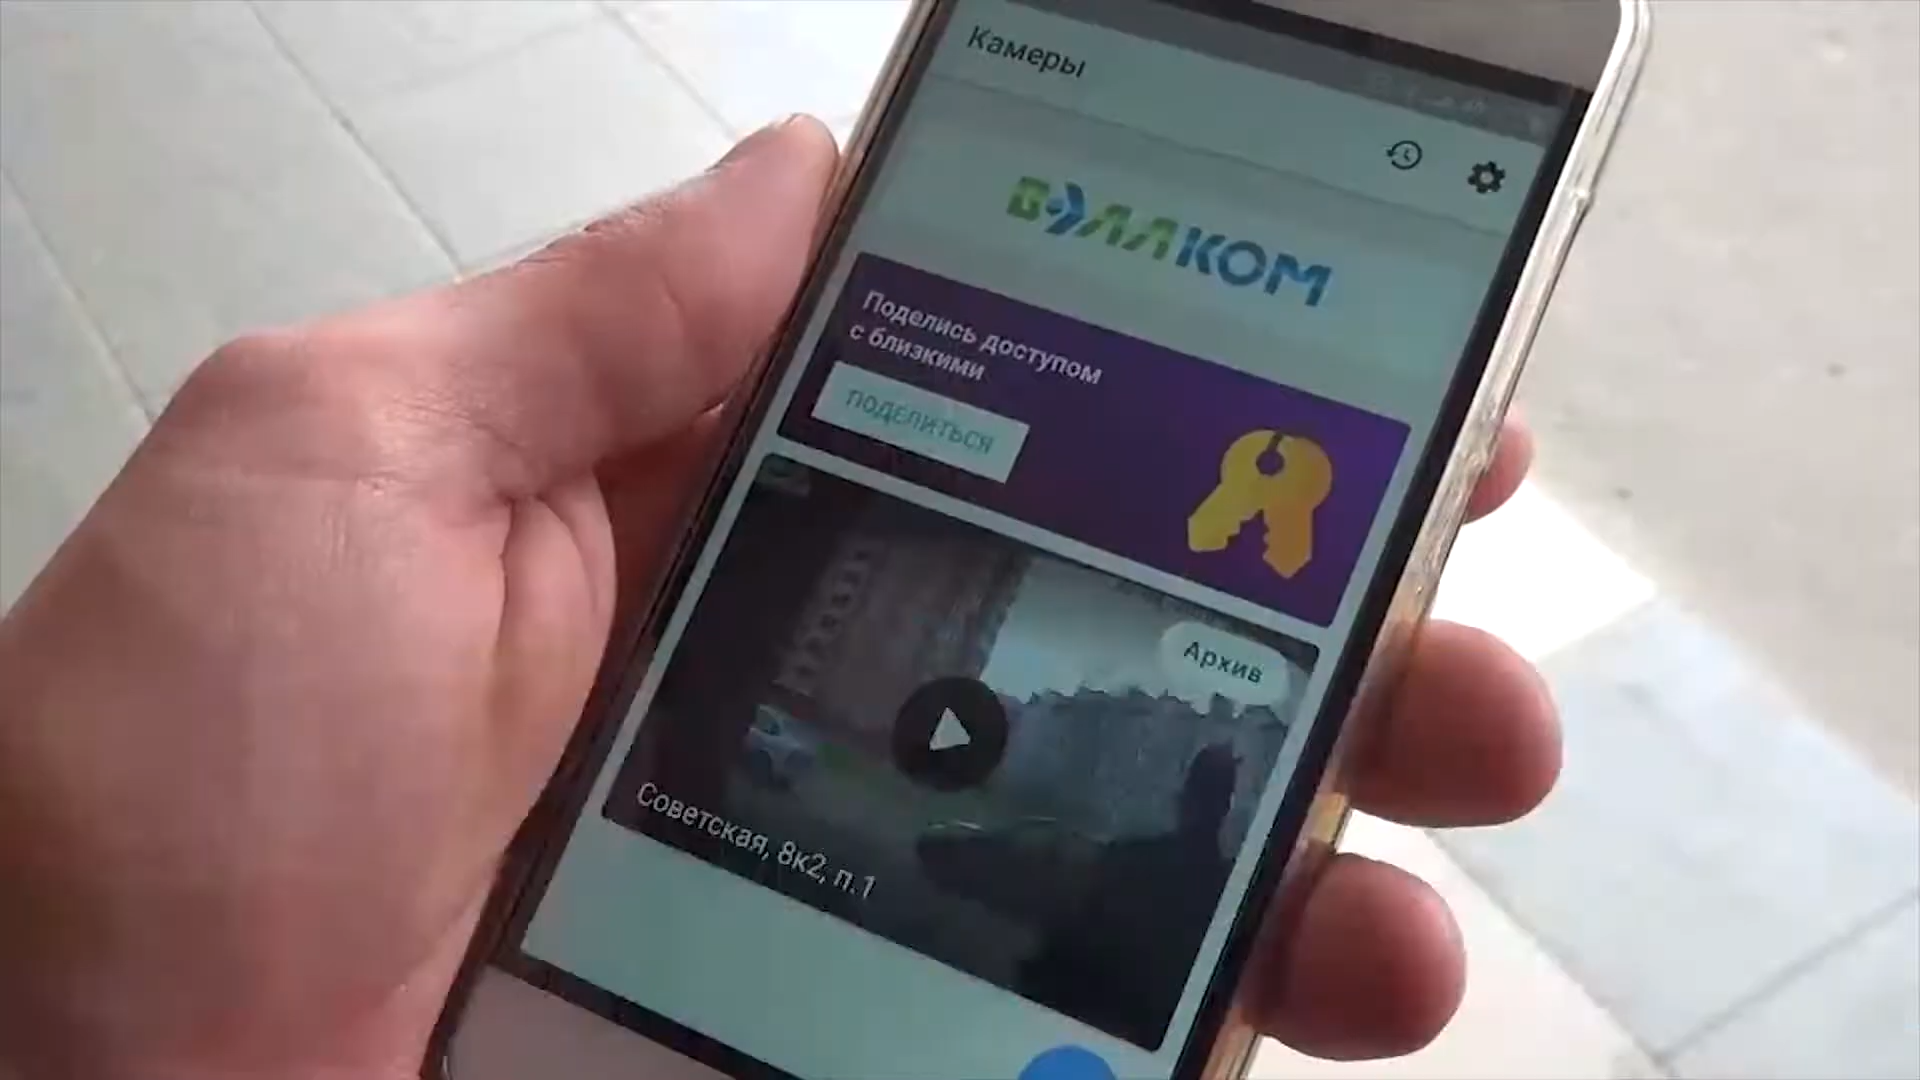 Камеры
ВЭЛЛКОМ
Поделись доступом
с близкими
ПОДЕЛИТЬСЯ
Архив
Советская, 8к2, п.1